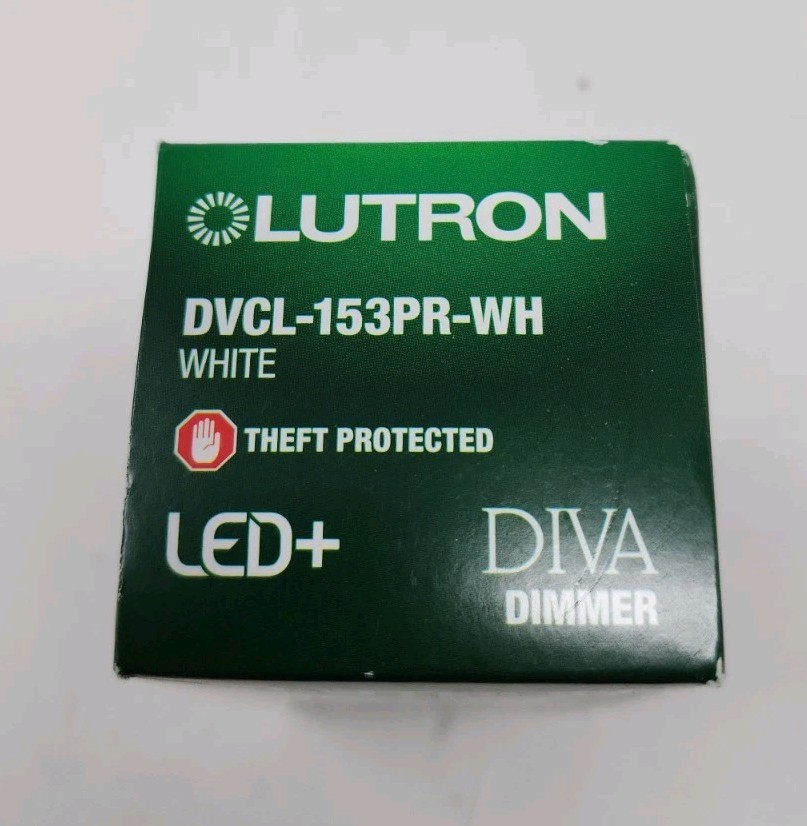 LUTRON
DVCL-153PR-WH
WHITE
THEFT PROTECTED
LED+
DIVA
DIMMER